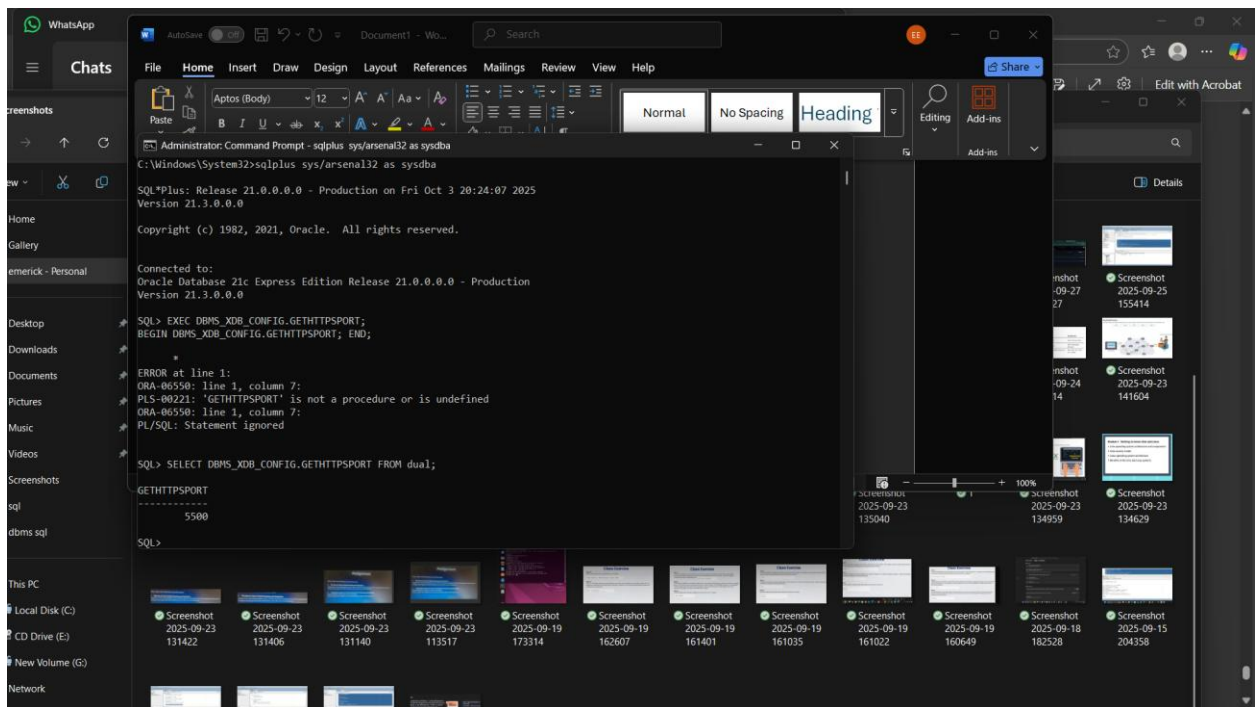 WhatsApp
Chats
AutoSave Off Document1 - Wo... Search EE
File Home Insert Draw Design Layout References Mailings Review View Help Share
Edit with Acrobat
creenshots
Paste
Aptos (Body) 12
Normal No Spacing Heading
Editing
Add-ins
Add-ins
Administrator: Command Prompt - sqlplus sys/arsenal32 as sysdba
C:\Windows\System32>sqlplus sys/arsenal32 as sysdba
SQL*Plus: Release 21.0.0.0.0 - Production on Fri Oct 3 20:24:07 2025
Version 21.3.0.0.0
Copyright (c) 1982, 2021, Oracle. All rights reserved.
Connected to:
Oracle Database 21c Express Edition Release 21.0.0.0.0 - Production
Version 21.3.0.0.0
SQL> EXEC DBMS_XDB_CONFIG.GETHTTPSPORT;
BEGIN DBMS_XDB_CONFIG.GETHTTPSPORT; END;
*
ERROR at line 1:
ORA-06550: line 1, column 7:
PLS-00221: 'GETHTTPSPORT' is not a procedure or is undefined
ORA-06550: line 1, column 7:
PL/SQL: Statement ignored
SQL> SELECT DBMS_XDB_CONFIG.GETHTTPSPORT FROM dual;
GETHTTPSPORT
------------
5500
SQL>
100%
ew
Details
Home
Gallery
emerick - Personal
Desktop
Downloads
Documents
Pictures
Music
Videos
Screenshots
sql
dbms sql
This PC
Local Disk (C:)
CD Drive (E:)
New Volume (G:)
Network
nshot
-09-27
27
Screenshot
2025-09-25
155414
nshot
-09-24
14
Screenshot
2025-09-23
141604
Screenshot
2025-09-23
135040
1
Screenshot
2025-09-23
134959
Screenshot
2025-09-23
134629
Screenshot
2025-09-23
131422
Screenshot
2025-09-23
131406
Screenshot
2025-09-23
131140
Screenshot
2025-09-23
113517
Screenshot
2025-09-19
173314
Screenshot
2025-09-19
162607
Screenshot
2025-09-19
161401
Screenshot
2025-09-19
161035
Screenshot
2025-09-19
161022
Screenshot
2025-09-19
160649
Screenshot
2025-09-18
182528
Screenshot
2025-09-15
204358